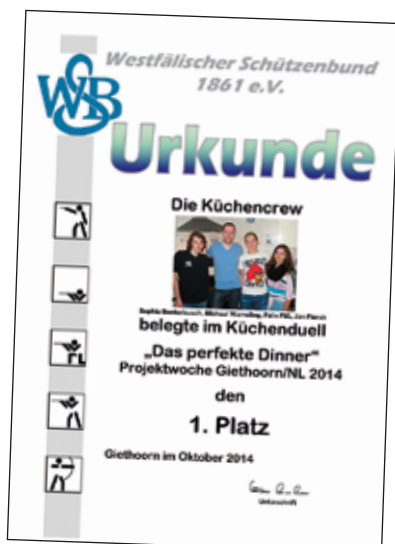 Westfälischer Schützenbund
1861 e.V.
WSB
Urkunde
Die Küchencrew
belegte im Küchenduell
„Das perfekte Dinner“
Projektwoche Giethoorn/NL 2014
den
1. Platz
Giethoorn im Oktober 2014
Unterschrift